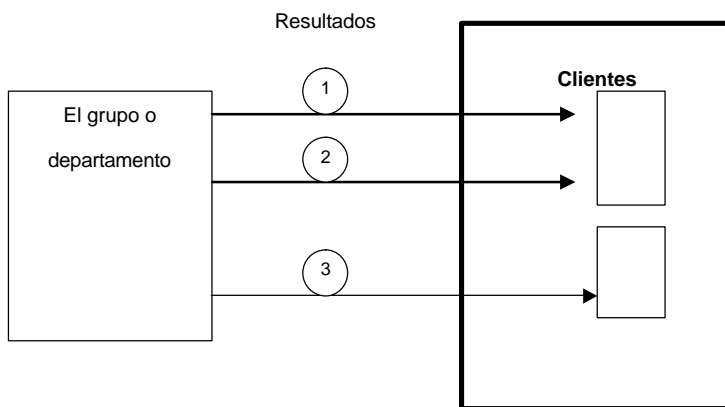 Resultados
Clientes
1
El grupo o
departamento
2
3